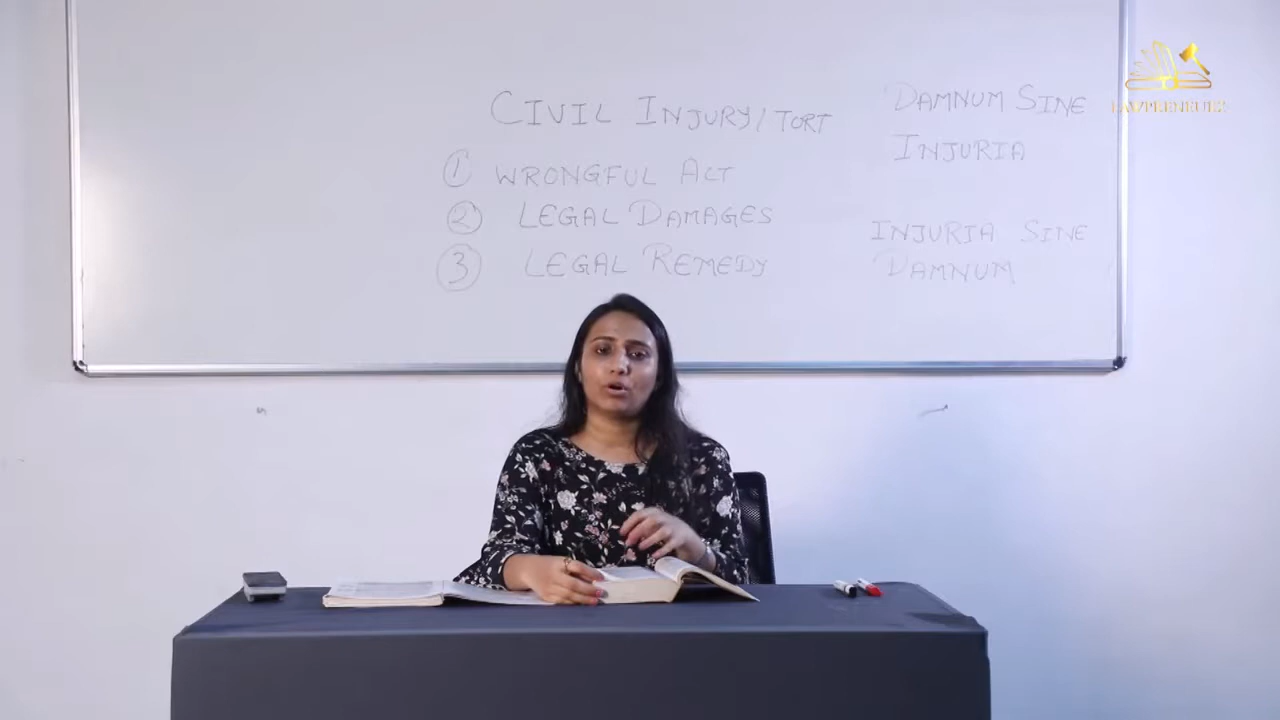 CIVIL INJURY/TORT
① WRONGFUL ACT
② LEGAL DAMAGES
③ LEGAL REMEDY
DAMNUM SINE
INJURIA
INJURIA SINE
DAMNUM